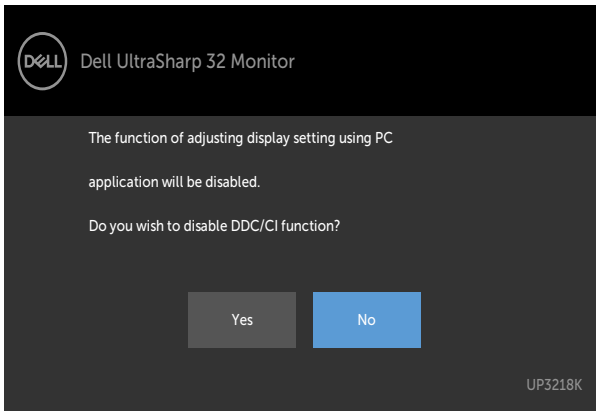 DELL
Dell UltraSharp 32 Monitor
The function of adjusting display setting using PC
application will be disabled.
Do you wish to disable DDC/CI function?
Yes
No
UP3218K